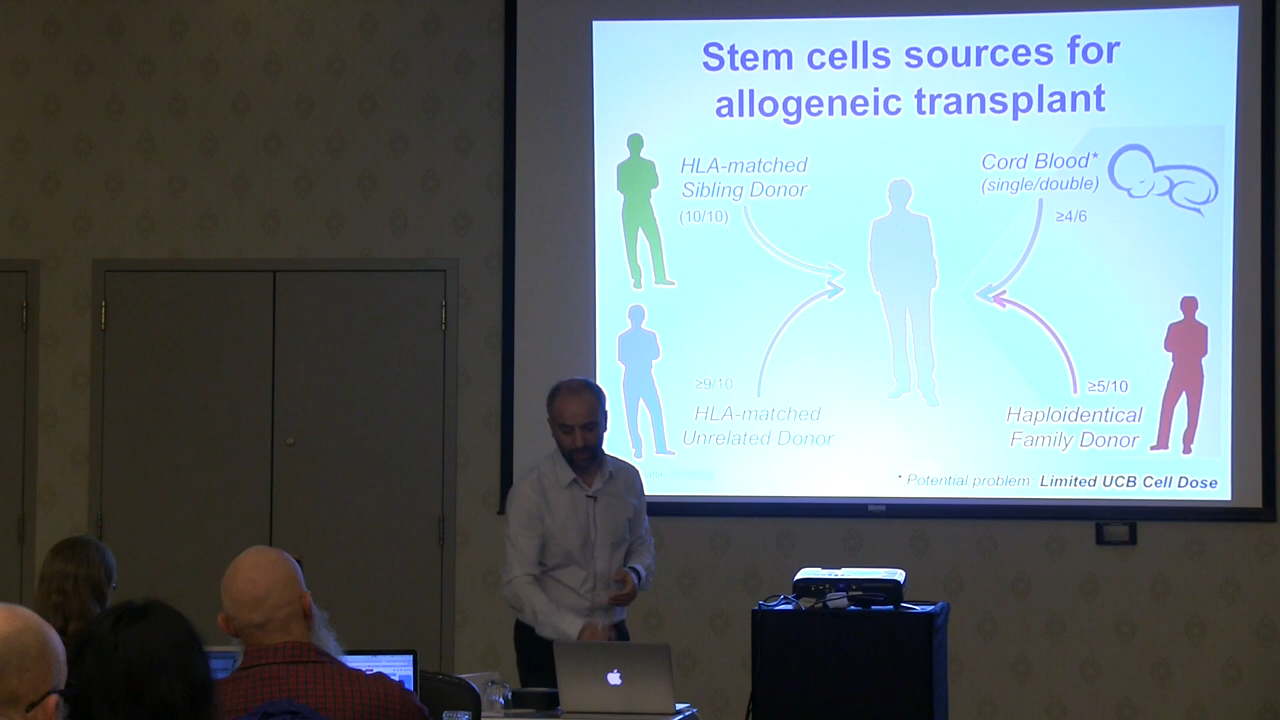 Stem cells sources for
allogeneic transplant
HLA-matched
Sibling Donor
(10/10)
Cord Blood*
(single/double)
≥4/6
≥9/10
HLA-matched
Unrelated Donor
≥5/10
Haploidentical
Family Donor
* Potential problem: Limited UCB Cell Dose